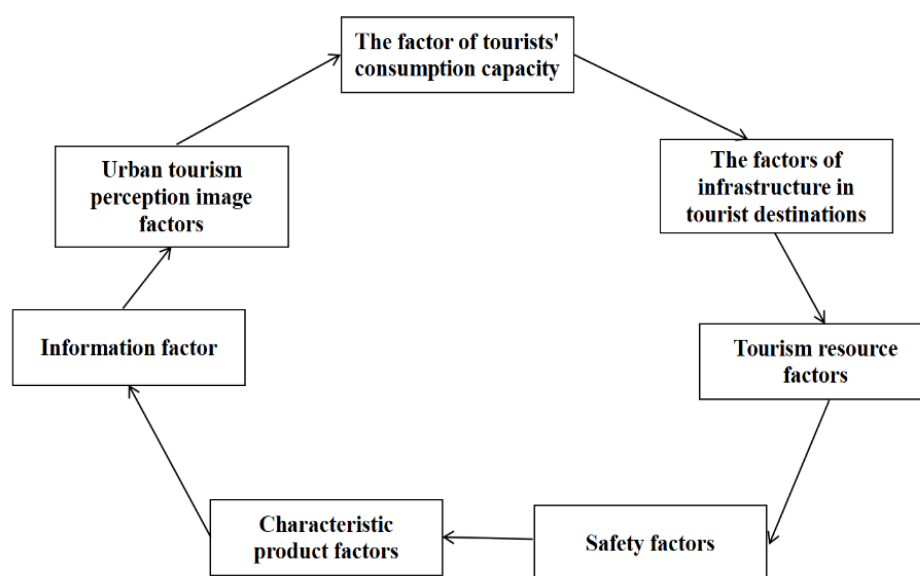 The factor of tourists'
consumption capacity
Urban tourism
perception image
factors
The factors of
infrastructure in
tourist destinations
Information factor
Tourism resource
factors
Characteristic
product factors
Safety factors